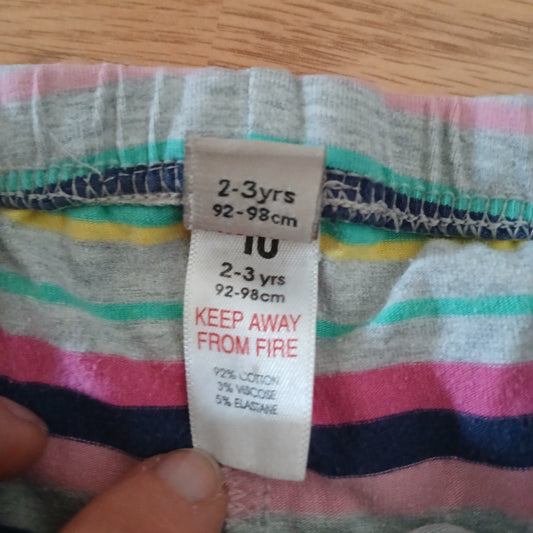 2-3yrs
92-98cm
2-3 yrs
92-98cm
KEEP AWAY
FROM FIRE
92% COTTON
3% VISCOSE
5% ELASTANE